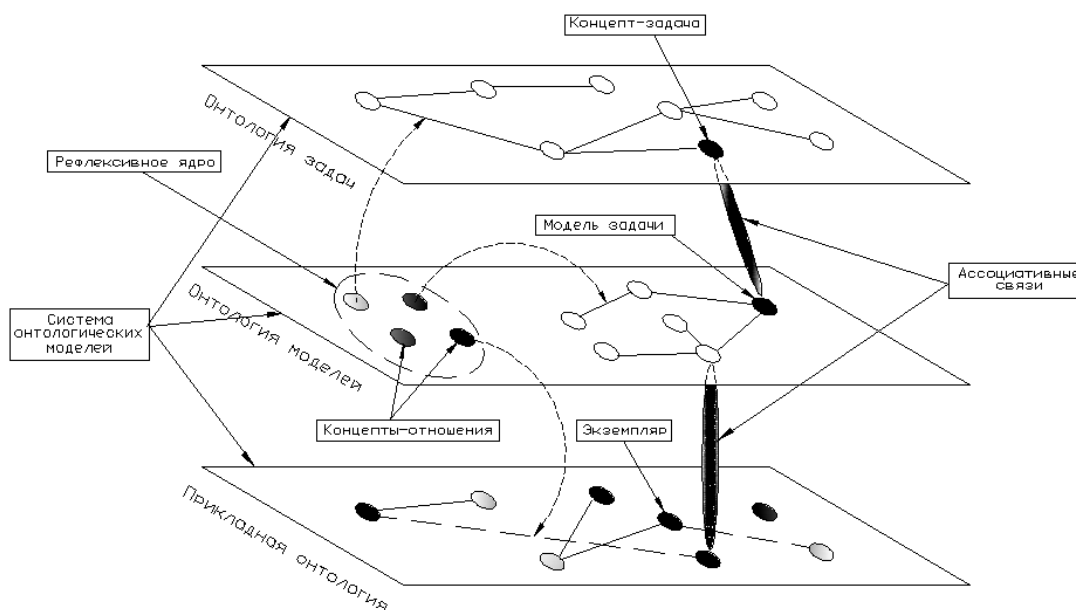 Концепт-задача
Онтология задач
Рефлексивное ядро
Модель задачи
Ассоциативные
связи
Онтология моделей
Система
онтологических
моделей
Концепты-отношения
Экземпляр
Прикладная онтология